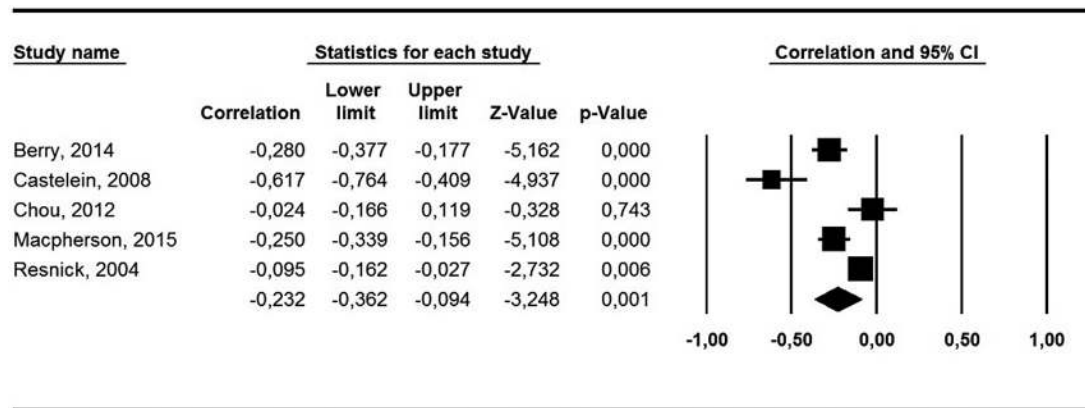 Study name Statistics for each study Correlation and 95% CI
Correlation Lower limit Upper limit Z-Value p-Value
Berry, 2014 -0,280 -0,377 -0,177 -5,162 0,000
Castelein, 2008 -0,617 -0,764 -0,409 -4,937 0,000
Chou, 2012 -0,024 -0,166 0,119 -0,328 0,743
Macpherson, 2015 -0,250 -0,339 -0,156 -5,108 0,000
Resnick, 2004 -0,095 -0,162 -0,027 -2,732 0,006
-0,232 -0,362 -0,094 -3,248 0,001
-1,00 -0,50 0,00 0,50 1,00